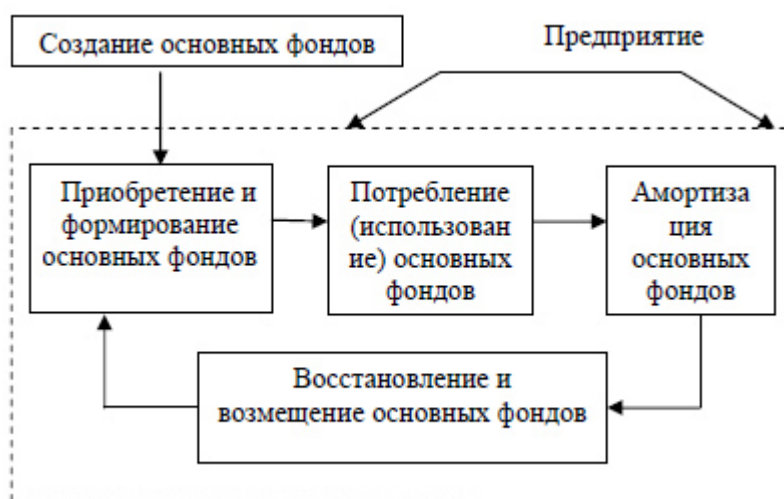 Создание основных фондов
Предприятие
Приобретение и
формирование
основных фондов
Потребление
(использован
ие) основных
фондов
Амортиза
ция
основных
фондов
Восстановление и
возмещение основных фондов